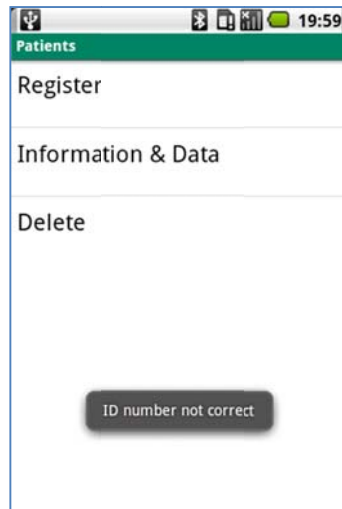 19:59
Patients
Register
Information & Data
Delete
ID number not correct